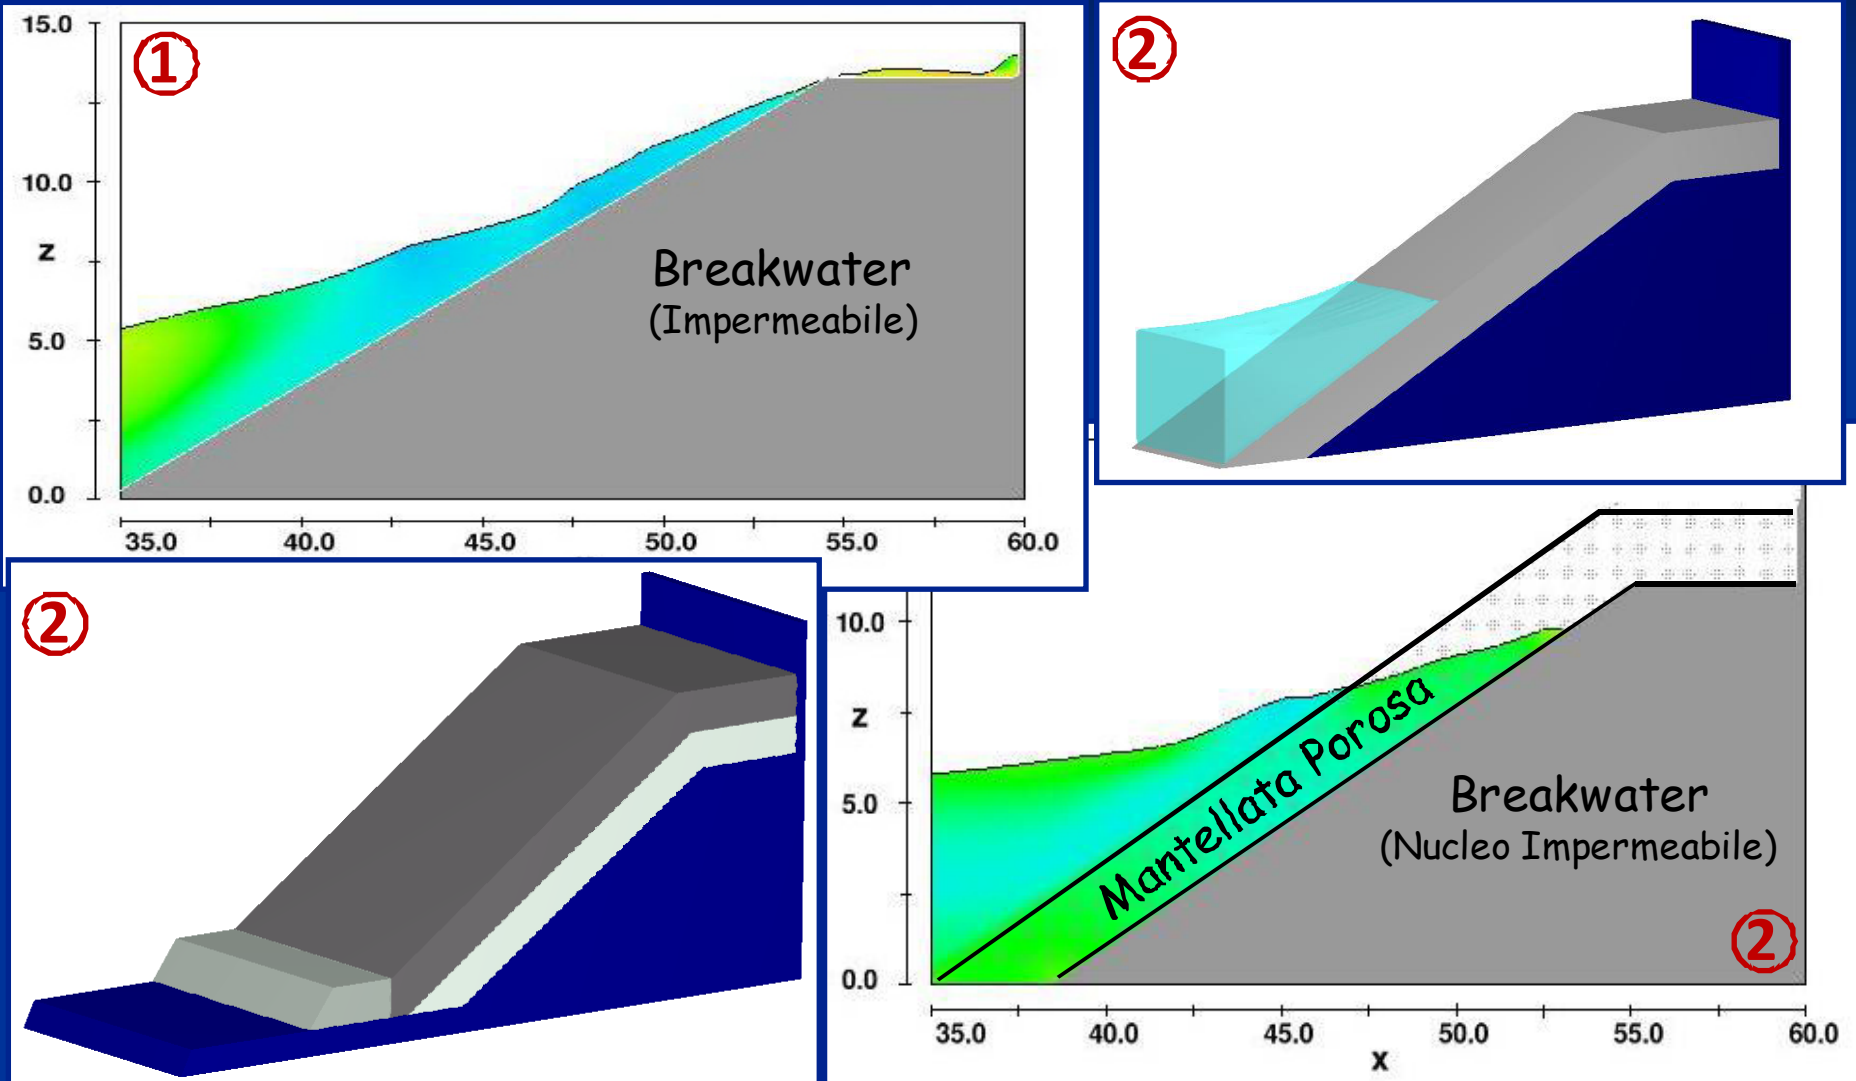 ①
15.0
10.0
z
5.0
0.0
35.0 40.0 45.0 50.0 55.0 60.0
Breakwater
(Impermeabile)
②
②
10.0
z
5.0
0.0
35.0 40.0 45.0 50.0 55.0 60.0
x
Mantellata Porosa
Breakwater
(Nucleo Impermeabile)
②